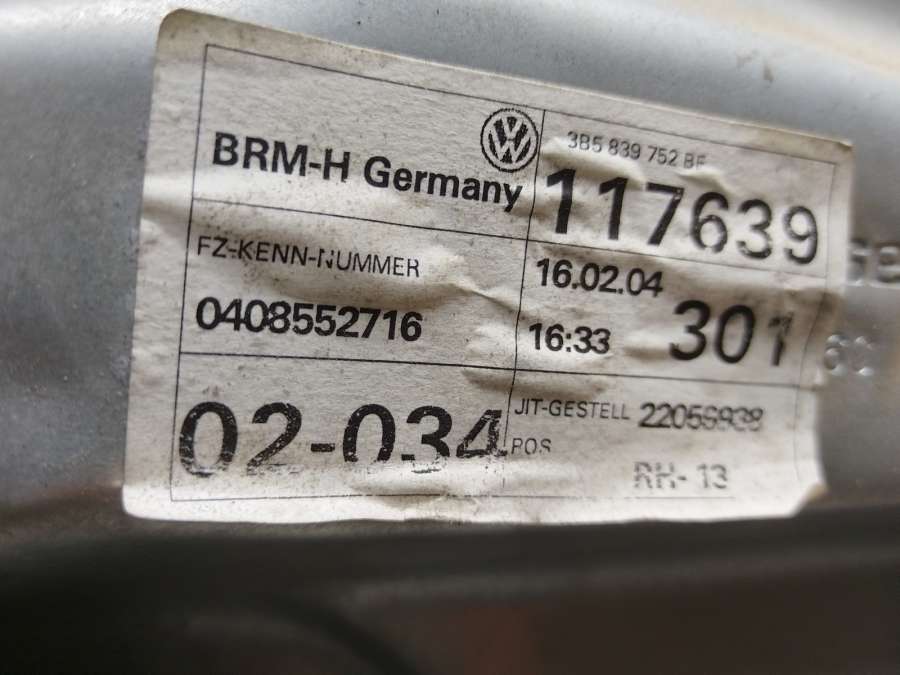 BRM-H Germany
3B5 839 752 BF
117639
FZ-KENN-NUMMER
0408552716
16.02.04
16:33
301
02-034
JIT-GESTELL 22056938
POS
RH- 13